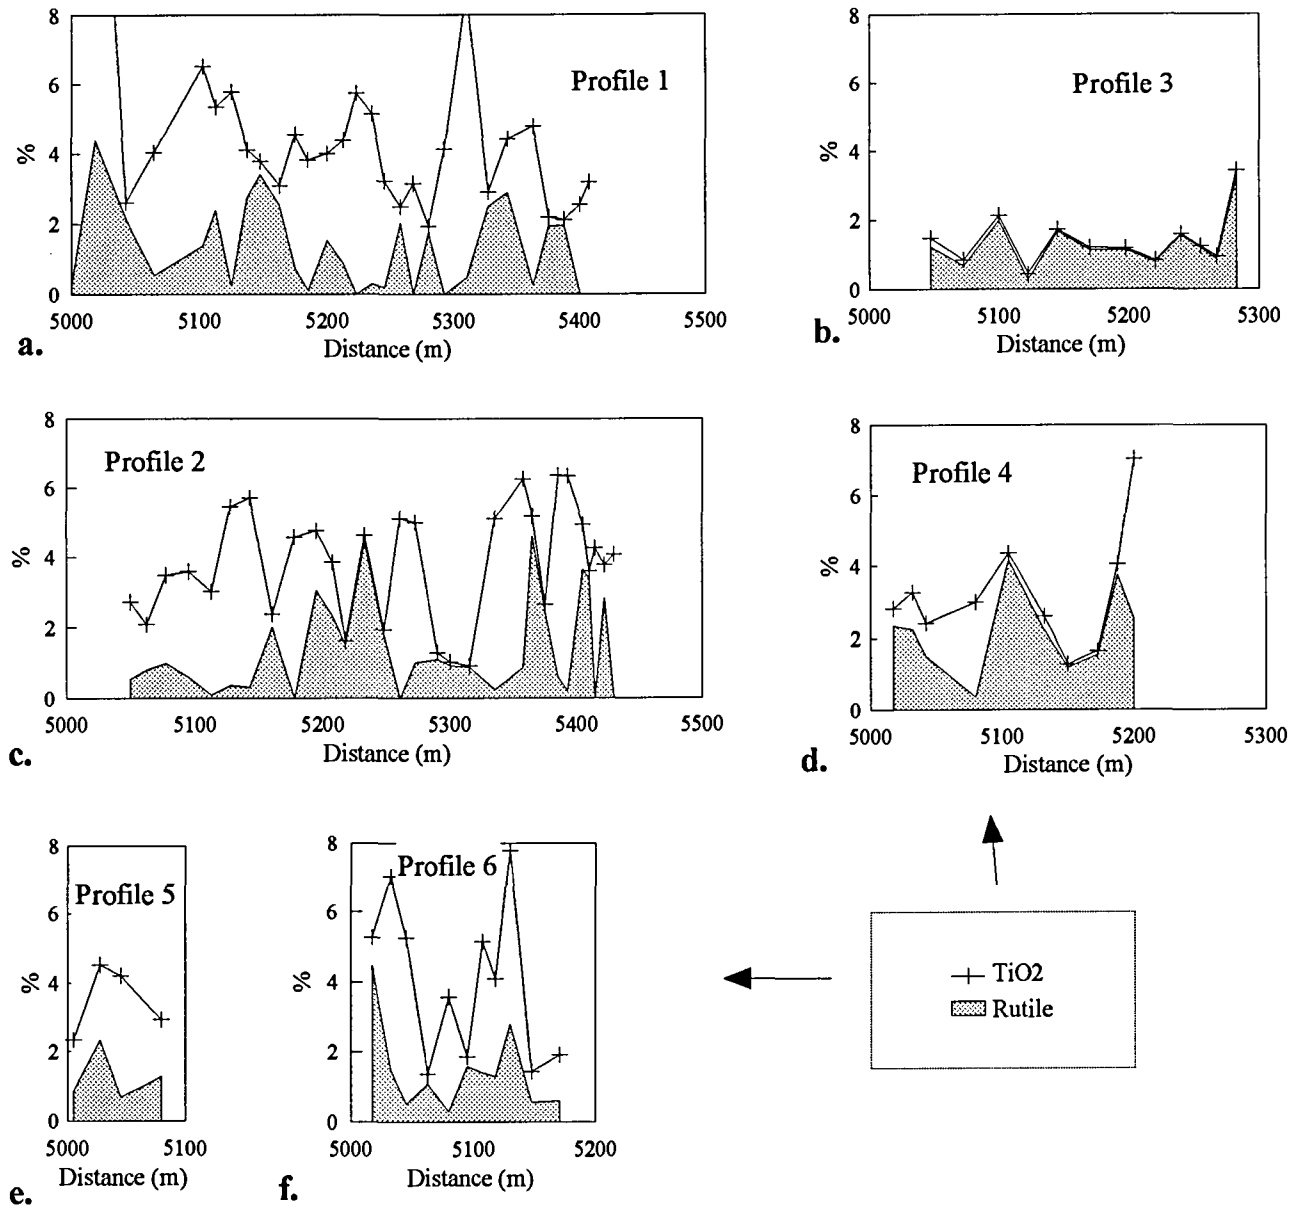 8
6
4
2
0
%
Profile 1
5000 5100 5200 5300 5400 5500
Distance (m)
a.
8
6
4
2
0
%
Profile 3
5000 5100 5200 5300
Distance (m)
b.
8
6
4
2
0
%
Profile 2
5000 5100 5200 5300 5400 5500
Distance (m)
c.
8
6
4
2
0
%
Profile 4
5000 5100 5200 5300
Distance (m)
d.
8
6
4
2
0
%
Profile 5
5000 5100
Distance (m)
e.
8
6
4
2
0
%
Profile 6
5000 5100 5200
Distance (m)
f.
TiO2
Rutile